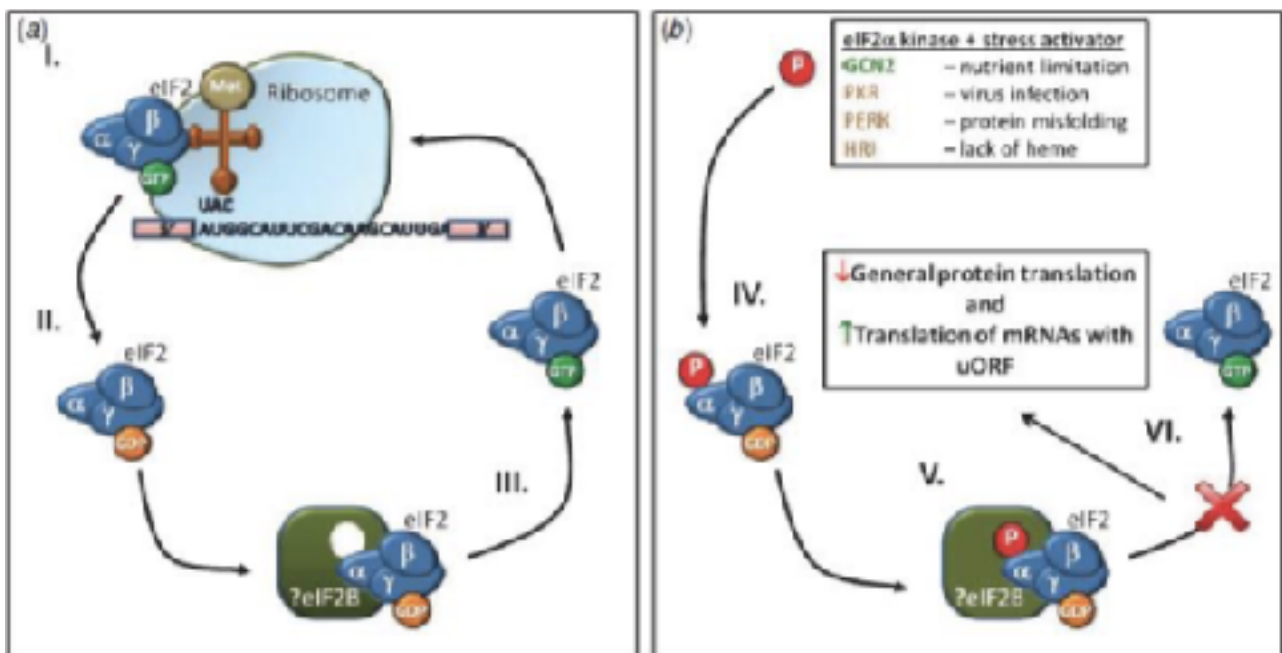 (a)
I.
eIF2
Met
Ribosome
β
α
γ
GTP
UAC
AUGGCAUUCGACAAGCAUUGA
II.
eIF2
β
α
γ
GDP
III.
eIF2
β
α
γ
GTP
eIF2
β
α
γ
?eIF2B
GDP
(b)
P
eIF2α kinase + stress activator
GCN2 – nutrient limitation
PKR – virus infection
PERK – protein misfolding
HRI – lack of heme
IV.
↓General protein translation
and
↑Translation of mRNAs with
uORF
eIF2
β
α
γ
GTP
P
eIF2
β
α
γ
GDP
V.
VI.
P
eIF2
β
α
γ
?eIF2B
GDP